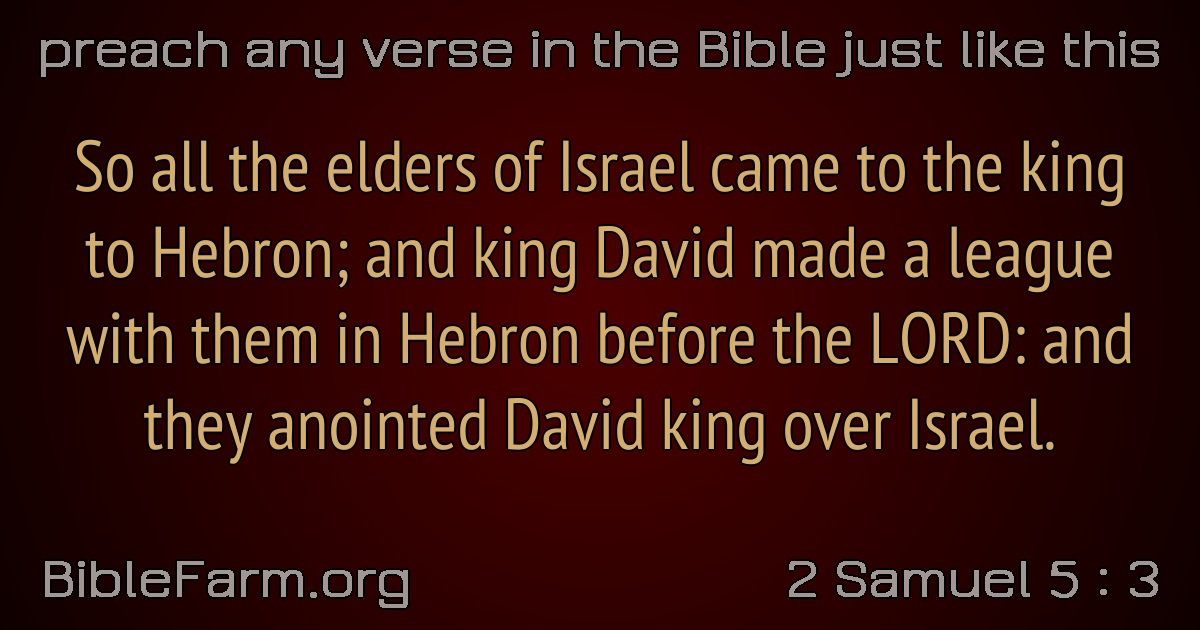 preach any verse in the Bible just like this
So all the elders of Israel came to the king
to Hebron; and king David made a league
with them in Hebron before the LORD: and
they anointed David king over Israel.
BibleFarm.org
2 Samuel 5 : 3